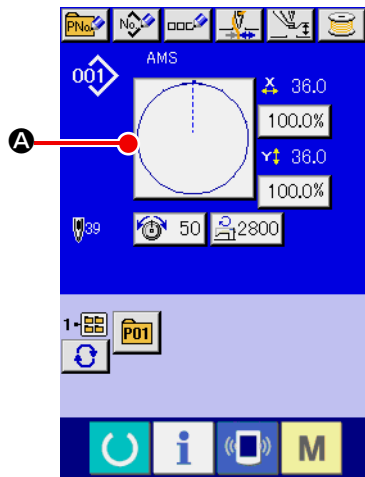 PNo. No.
AMS
001
X 36.0
100.0%
A
Y 36.0
100.0%
39 50 2800
1-
P01
i M